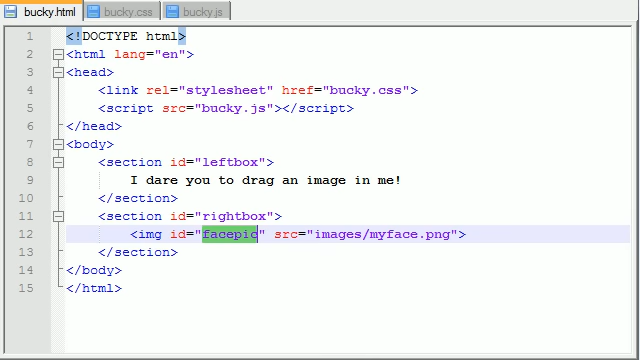 bucky.html bucky.css bucky.js
1 <!DOCTYPE html>
2 <html lang="en">
3 <head>
4 <link rel="stylesheet" href="bucky.css">
5 <script src="bucky.js"></script>
6 </head>
7 <body>
8 <section id="leftbox">
9 I dare you to drag an image in me!
10 </section>
11 <section id="rightbox">
12 <img id="facepic" src="images/myface.png">
13 </section>
14 </body>
15 </html>